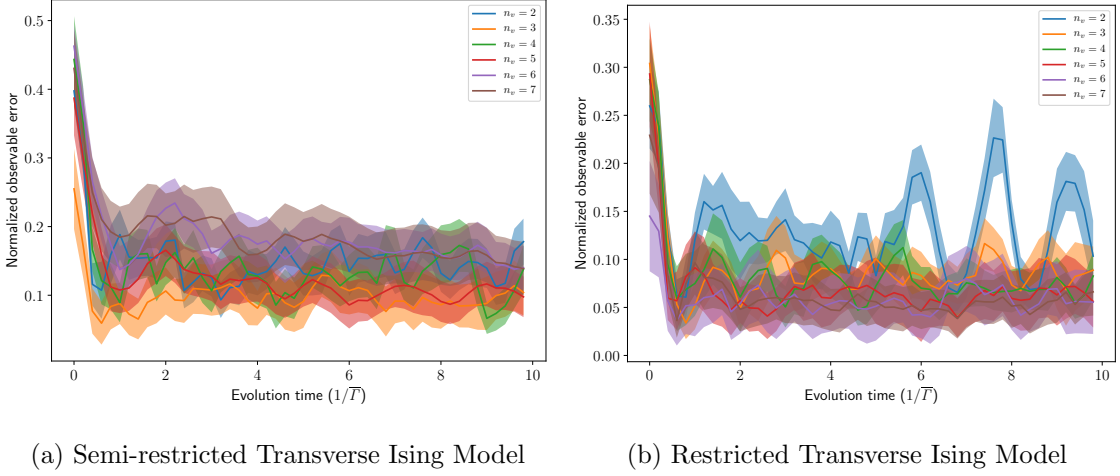 0.5
0.4
0.3
0.2
0.1
0 2 4 6 8 10
Normalized observable error
Evolution time (1/Γ̅)
n_v = 2
n_v = 3
n_v = 4
n_v = 5
n_v = 6
n_v = 7
(a) Semi-restricted Transverse Ising Model
0.35
0.30
0.25
0.20
0.15
0.10
0.05
0.00
0 2 4 6 8 10
Normalized observable error
Evolution time (1/Γ̅)
n_v = 2
n_v = 3
n_v = 4
n_v = 5
n_v = 6
n_v = 7
(b) Restricted Transverse Ising Model